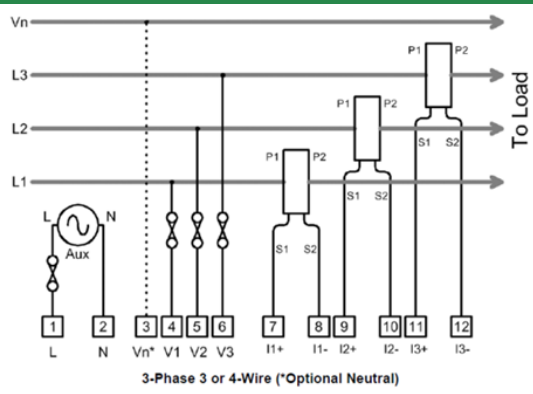 Vn
P1 P2
L3
P1 P2
L2
S1 S2
To Load
P1 P2
L1
S1 S2
L N
Aux
S1 S2
1 2 3 4 5 6 7 8 9 10 11 12
L N Vn* V1 V2 V3 I1+ I1- I2+ I2- I3+ I3-
3-Phase 3 or 4-Wire (*Optional Neutral)